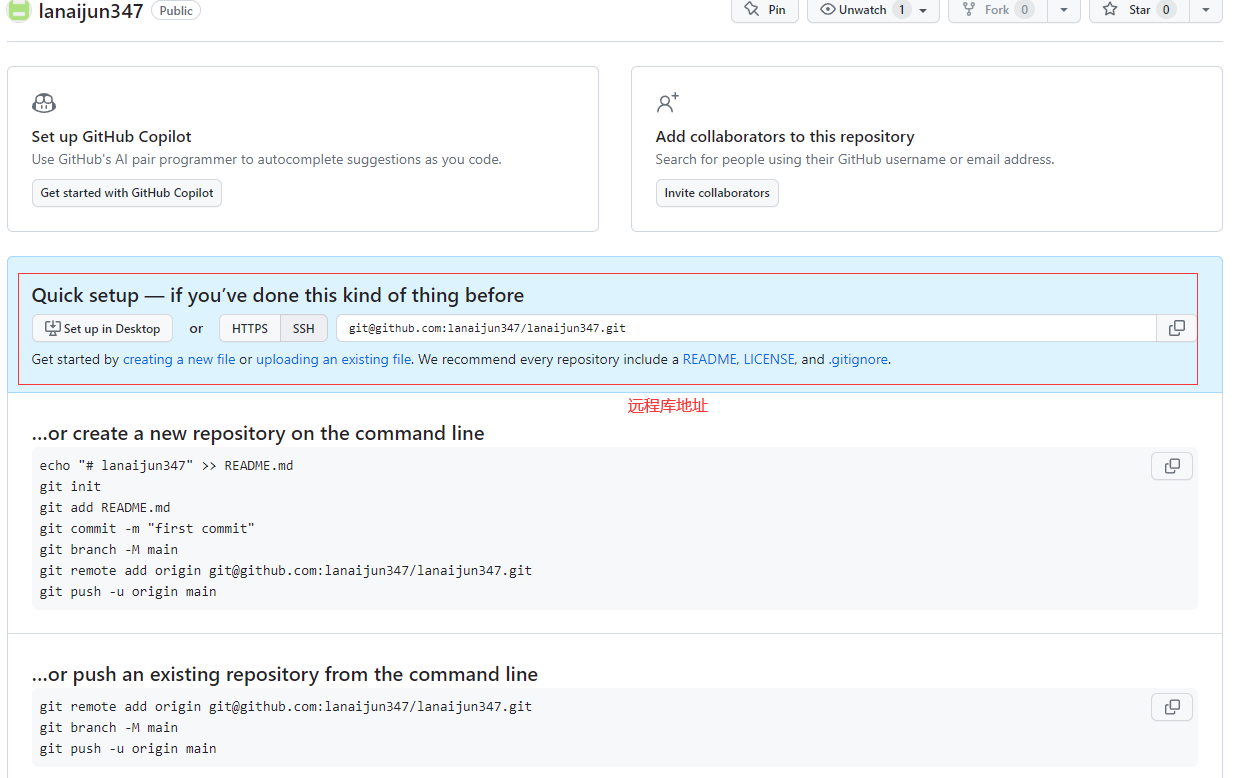 lanaijun347 Public Pin Unwatch 1 Fork 0 Star 0
Set up GitHub Copilot
Use GitHub's AI pair programmer to autocomplete suggestions as you code.
Get started with GitHub Copilot
Add collaborators to this repository
Search for people using their GitHub username or email address.
Invite collaborators
Quick setup — if you’ve done this kind of thing before
Set up in Desktop or HTTPS SSH git@github.com:lanaijun347/lanaijun347.git
Get started by creating a new file or uploading an existing file. We recommend every repository include a README, LICENSE, and .gitignore.
远程库地址
…or create a new repository on the command line
echo "# lanaijun347" >> README.md
git init
git add README.md
git commit -m "first commit"
git branch -M main
git remote add origin git@github.com:lanaijun347/lanaijun347.git
git push -u origin main
…or push an existing repository from the command line
git remote add origin git@github.com:lanaijun347/lanaijun347.git
git branch -M main
git push -u origin main